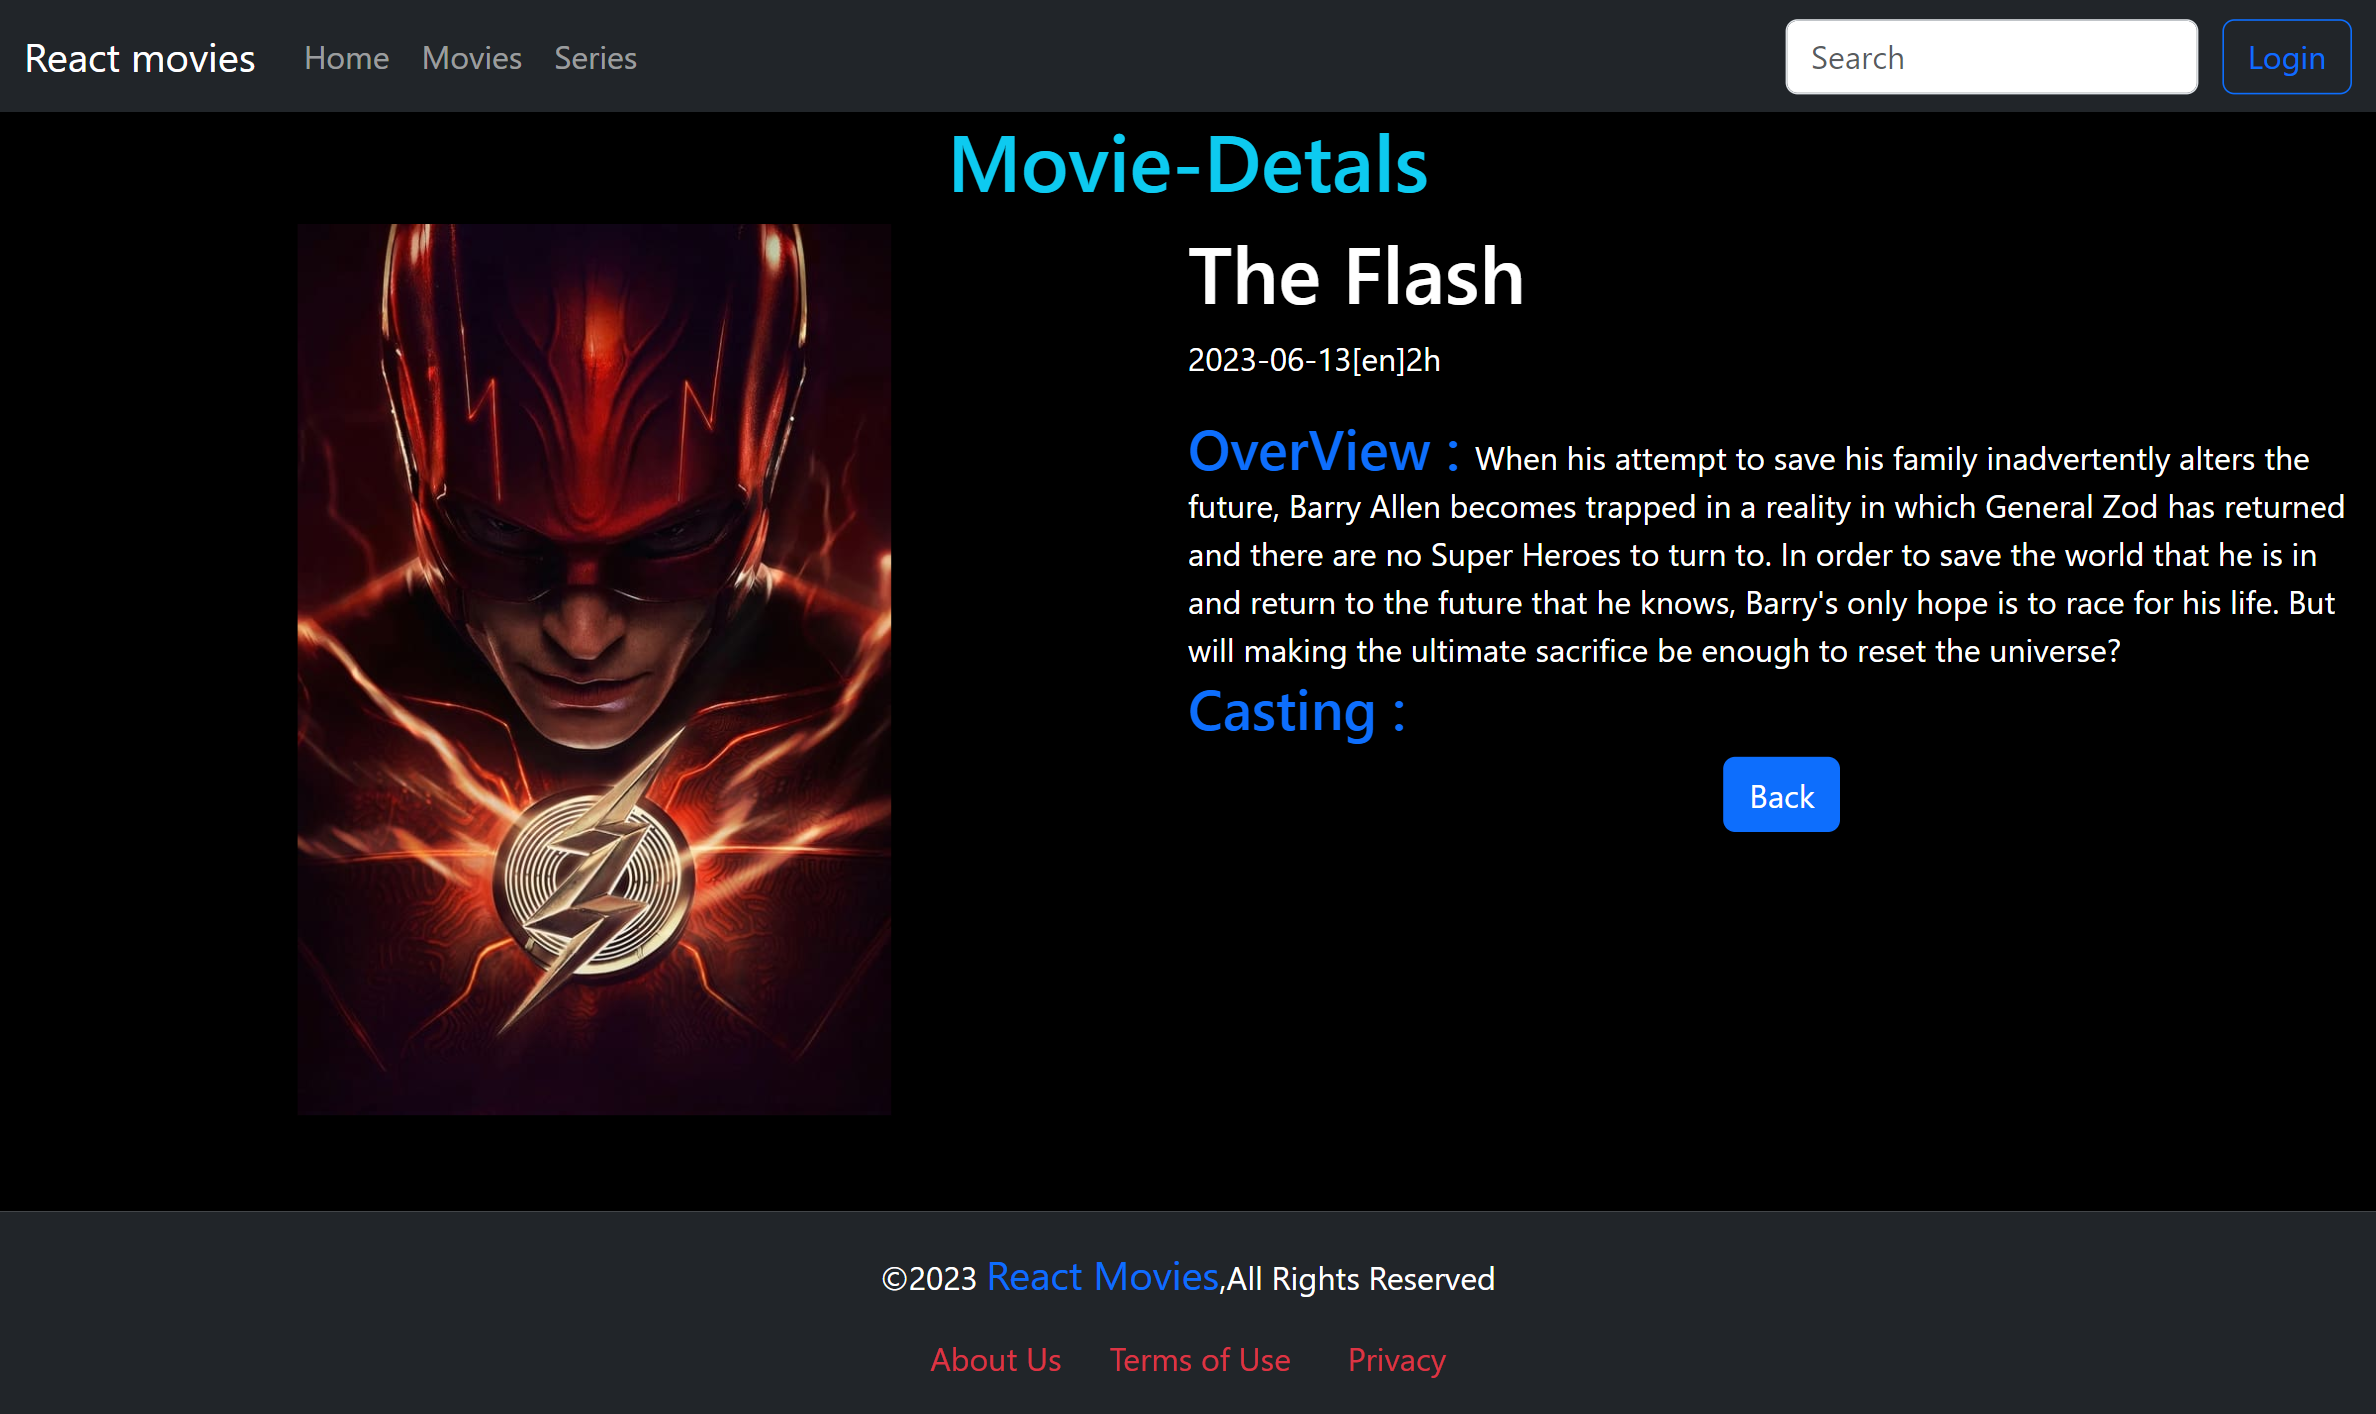 React movies Home Movies Series Search Login
Movie-Detals
The Flash
2023-06-13[en]2h
OverView : When his attempt to save his family inadvertently alters the
future, Barry Allen becomes trapped in a reality in which General Zod has returned
and there are no Super Heroes to turn to. In order to save the world that he is in
and return to the future that he knows, Barry's only hope is to race for his life. But
will making the ultimate sacrifice be enough to reset the universe?
Casting :
Back
©2023 React Movies,All Rights Reserved
About Us Terms of Use Privacy